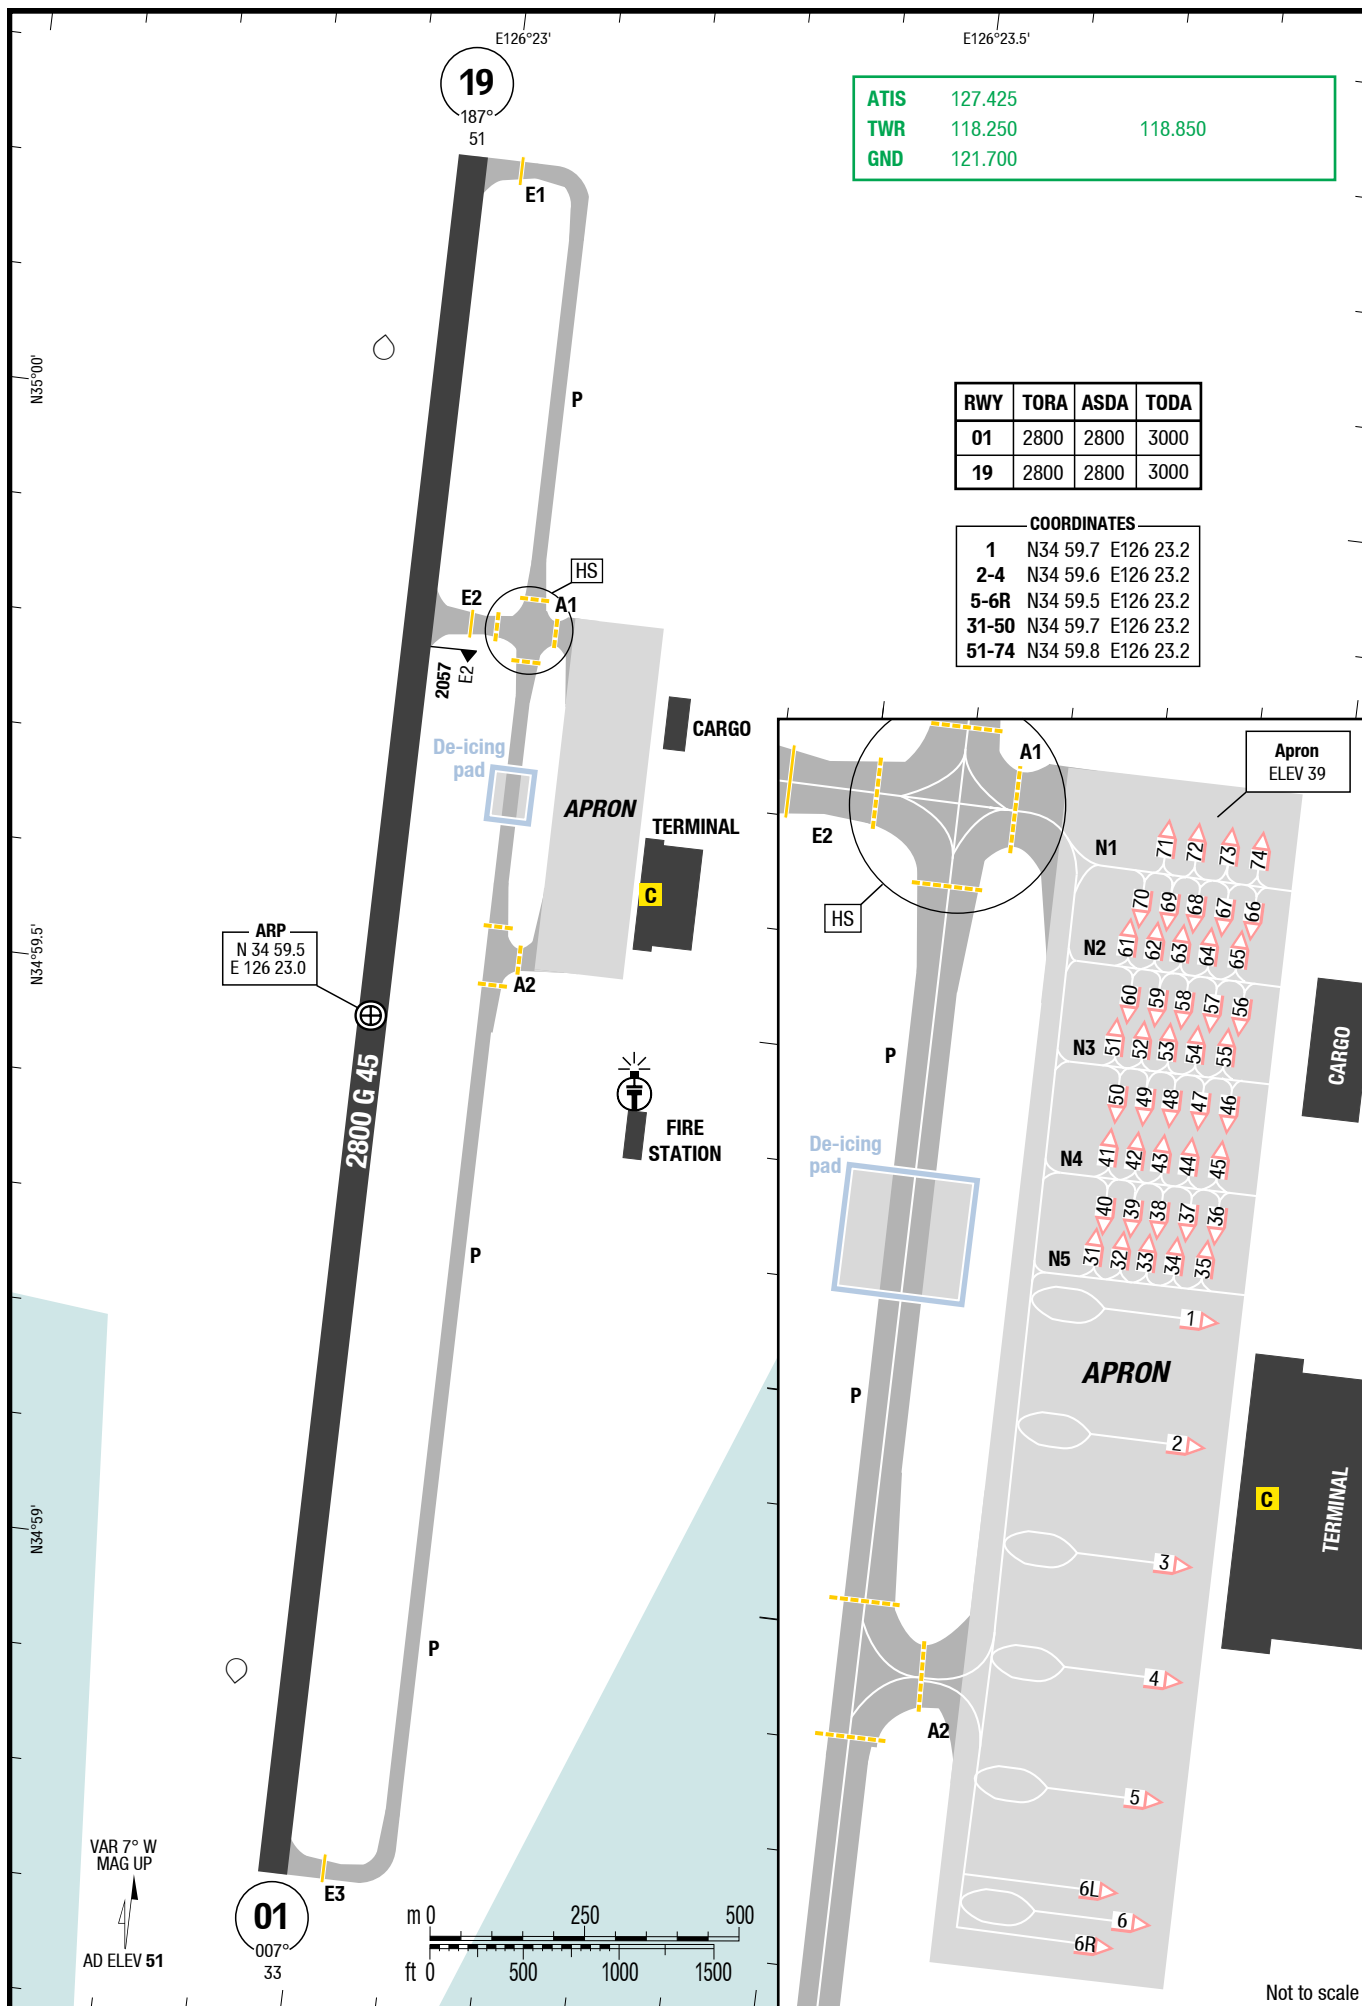 E126°23'
E126°23.5'
19
187°
51
ATIS 127.425
TWR 118.250 118.850
GND 121.700
E1
N35°00'
P
RWY TORA ASDA TODA
01 2800 2800 3000
19 2800 2800 3000
COORDINATES
1 N34 59.7 E126 23.2
2-4 N34 59.6 E126 23.2
5-6R N34 59.5 E126 23.2
31-50 N34 59.7 E126 23.2
51-74 N34 59.8 E126 23.2
HS
E2
A1
2057
E2
CARGO
De-icing
pad
APRON
TERMINAL
C
ARP
N 34 59.5
E 126 23.0
N34°59.5'
A2
2800 G 45
FIRE
STATION
P
N34°59'
P
VAR 7° W
MAG UP
AD ELEV 51
E3
01
007°
33
m 0 250 500
ft 0 500 1000 1500
A1
Apron
ELEV 39
E2
HS
N1
71 72 73 74
70 69 68 67 66
N2
61 62 63 64 65
60 59 58 57 56
N3
51 52 53 54 55
P
CARGO
50 49 48 47 46
De-icing
pad
N4
41 42 43 44 45
40 39 38 37 36
N5
31 32 33 34 35
1
APRON
P
2
C
TERMINAL
3
4
A2
5
6L
6
6R
Not to scale